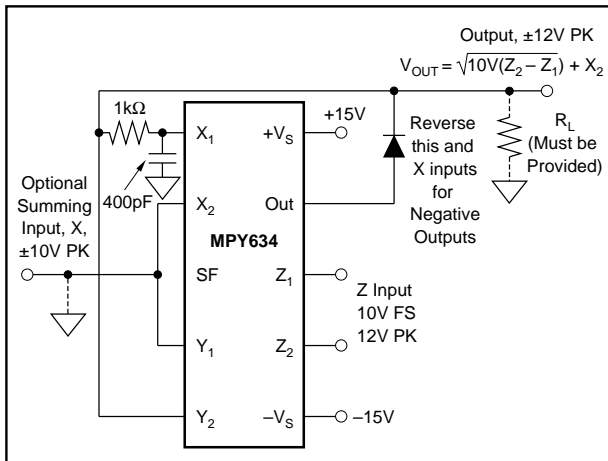 Output, ±12V PK
V_OUT = √10V(Z₂ – Z₁) + X₂
+15V
1kΩ
X₁
+V_S
Reverse
this and
X inputs
for
Negative
Outputs
R_L
(Must be
Provided)
400pF
Optional
Summing
Input, X,
±10V PK
X₂
Out
MPY634
SF
Z₁
Z Input
10V FS
12V PK
Y₁
Z₂
Y₂
–V_S
–15V